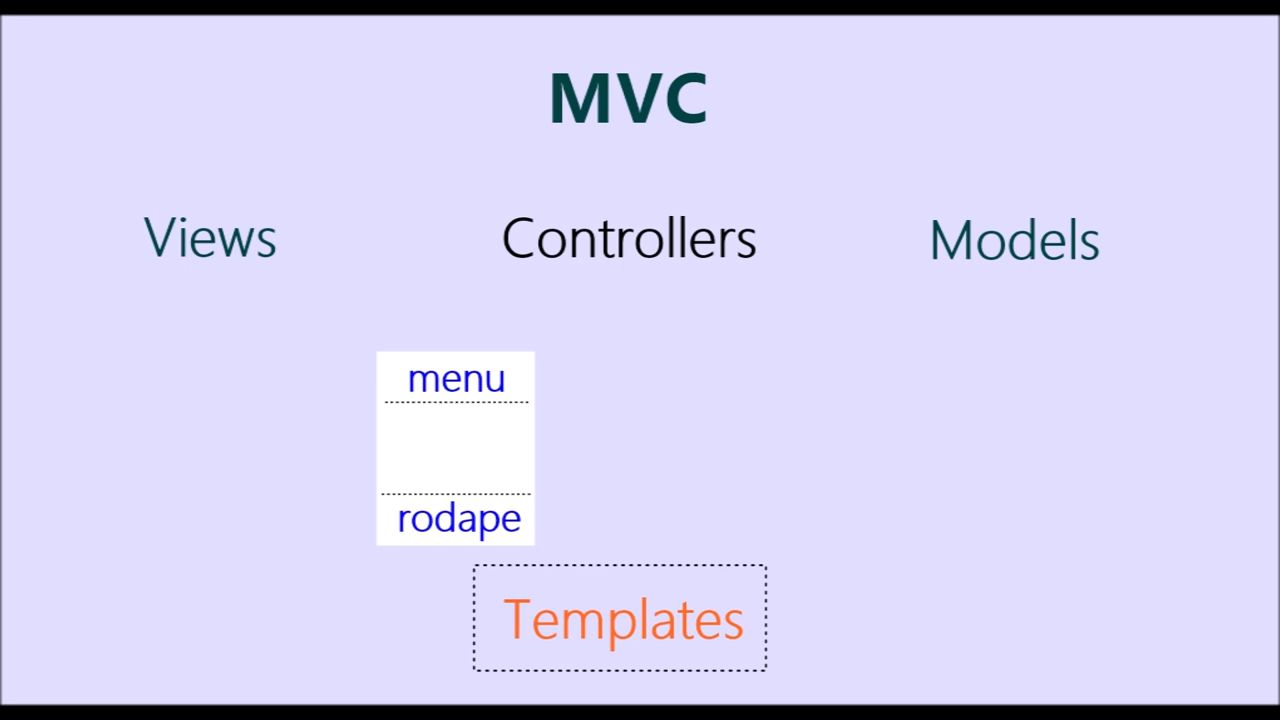 MVC
Views Controllers Models
menu
rodape
Templates